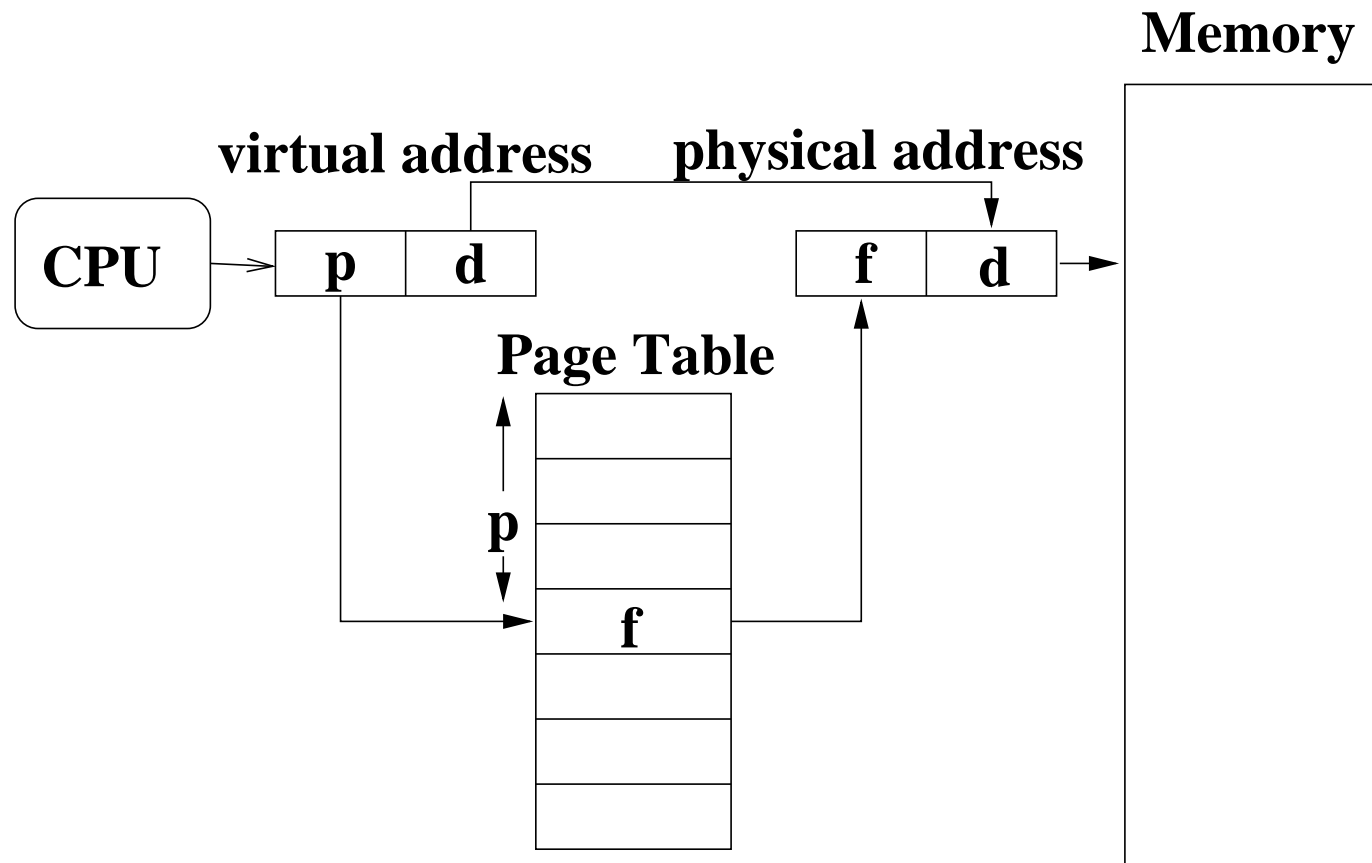 Memory
virtual address
physical address
CPU
p
d
f
d
Page Table
p
f